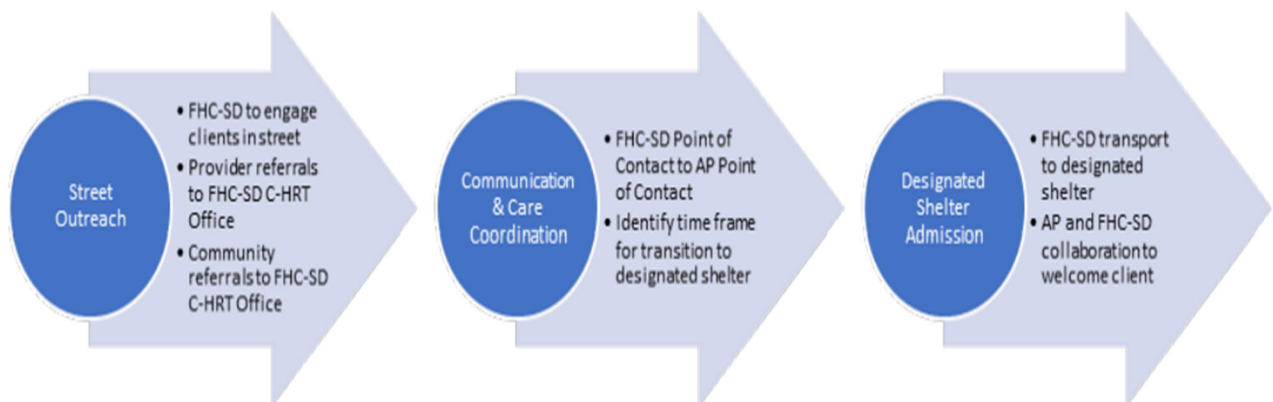 Street
Outreach
• FHC-SD to engage
clients in street
• Provider referrals
to FHC-SD C-HRT
Office
• Community
referrals to FHC-SD
C-HRT Office
Communication
& Care
Coordination
• FHC-SD Point of
Contact to AP Point
of Contact
• Identify time frame
for transition to
designated shelter
Designated
Shelter
Admission
• FHC-SD transport
to designated
shelter
• AP and FHC-SD
collaboration to
welcome client